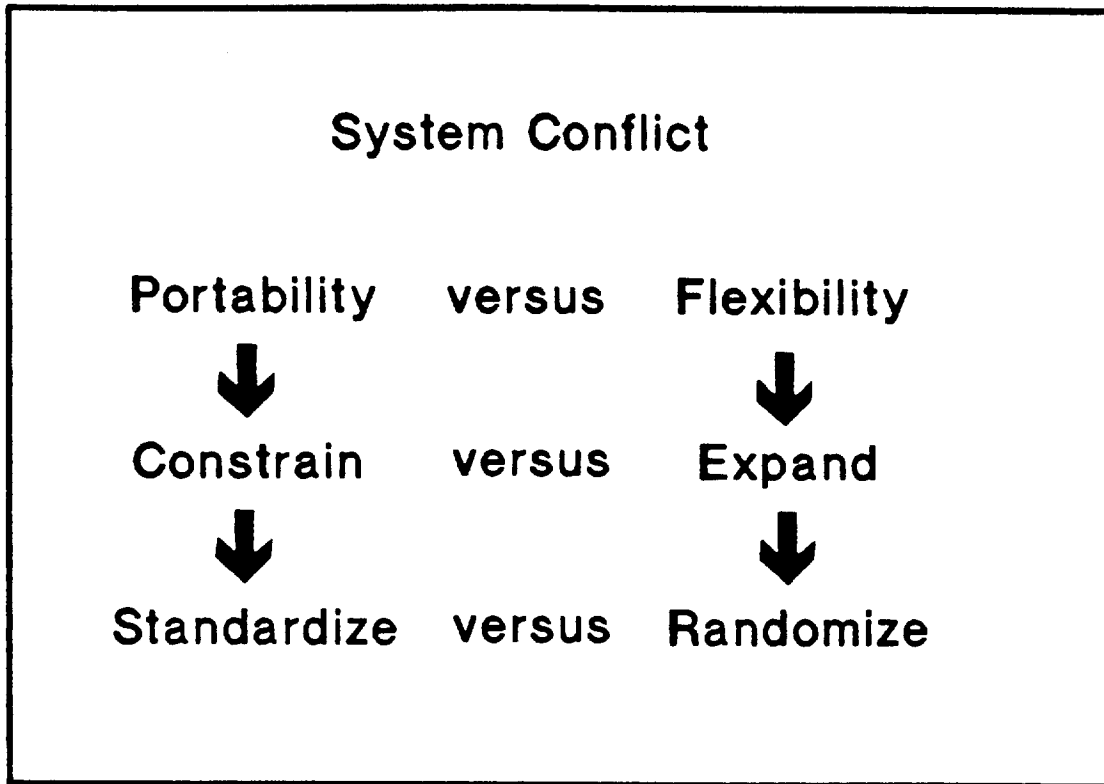 System Conflict
Portability versus Flexibility
Constrain versus Expand
Standardize versus Randomize